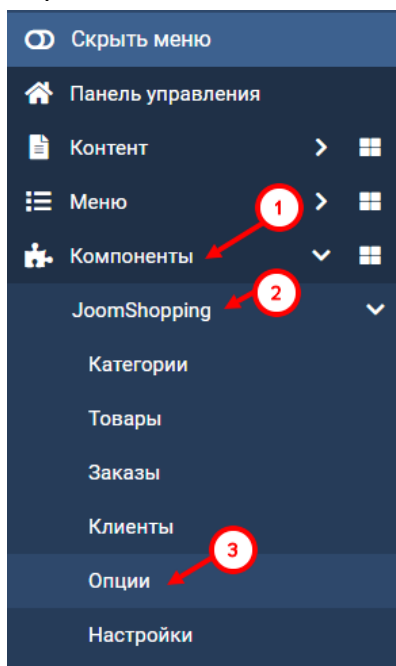 Скрыть меню
Панель управления
Контент
Меню
1
Компоненты
2
JoomShopping
Категории
Товары
Заказы
Клиенты
3
Опции
Настройки